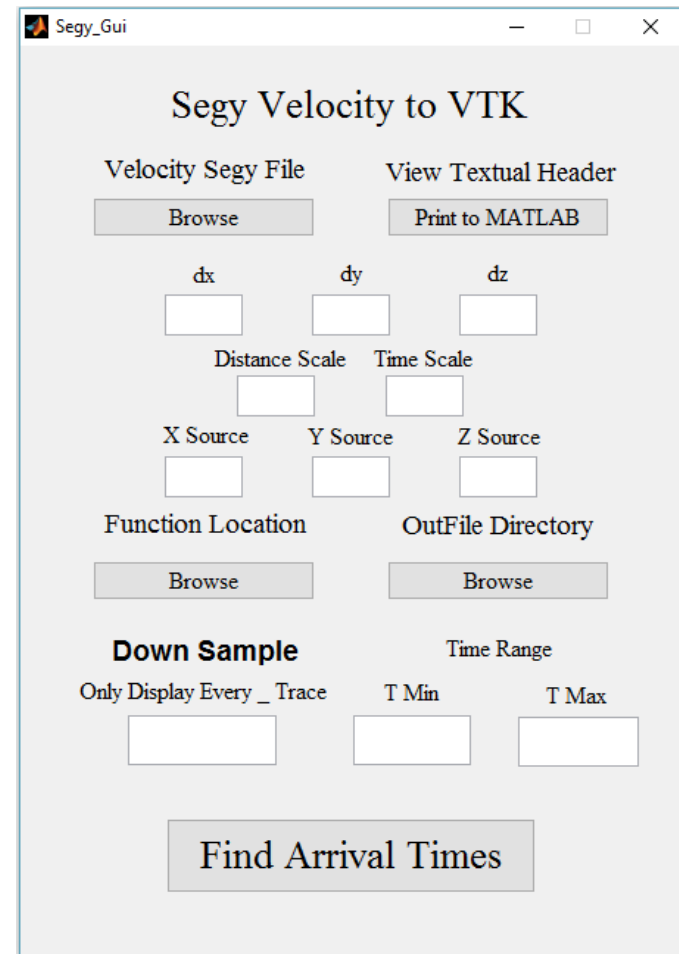 Segy_Gui
Segy Velocity to VTK
Velocity Segy File
View Textual Header
Browse
Print to MATLAB
dx
dy
dz
Distance Scale
Time Scale
X Source
Y Source
Z Source
Function Location
OutFile Directory
Browse
Browse
Down Sample
Time Range
Only Display Every _ Trace
T Min
T Max
Find Arrival Times